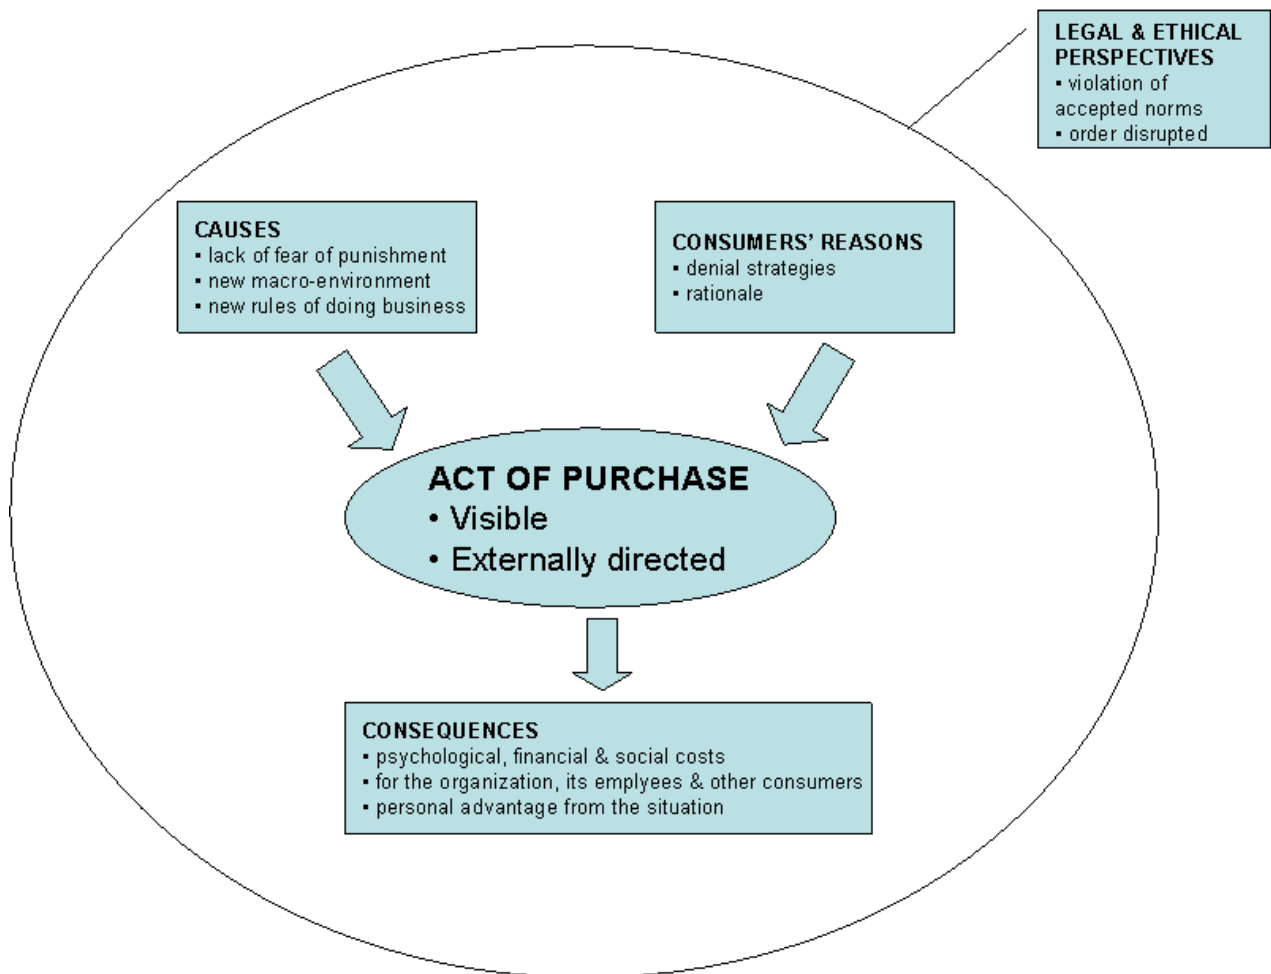 LEGAL & ETHICAL
PERSPECTIVES
▪ violation of
accepted norms
▪ order disrupted
CAUSES
▪ lack of fear of punishment
▪ new macro-environment
▪ new rules of doing business
CONSUMERS' REASONS
▪ denial strategies
▪ rationale
ACT OF PURCHASE
• Visible
• Externally directed
CONSEQUENCES
▪ psychological, financial & social costs
▪ for the organization, its emplyees & other consumers
▪ personal advantage from the situation